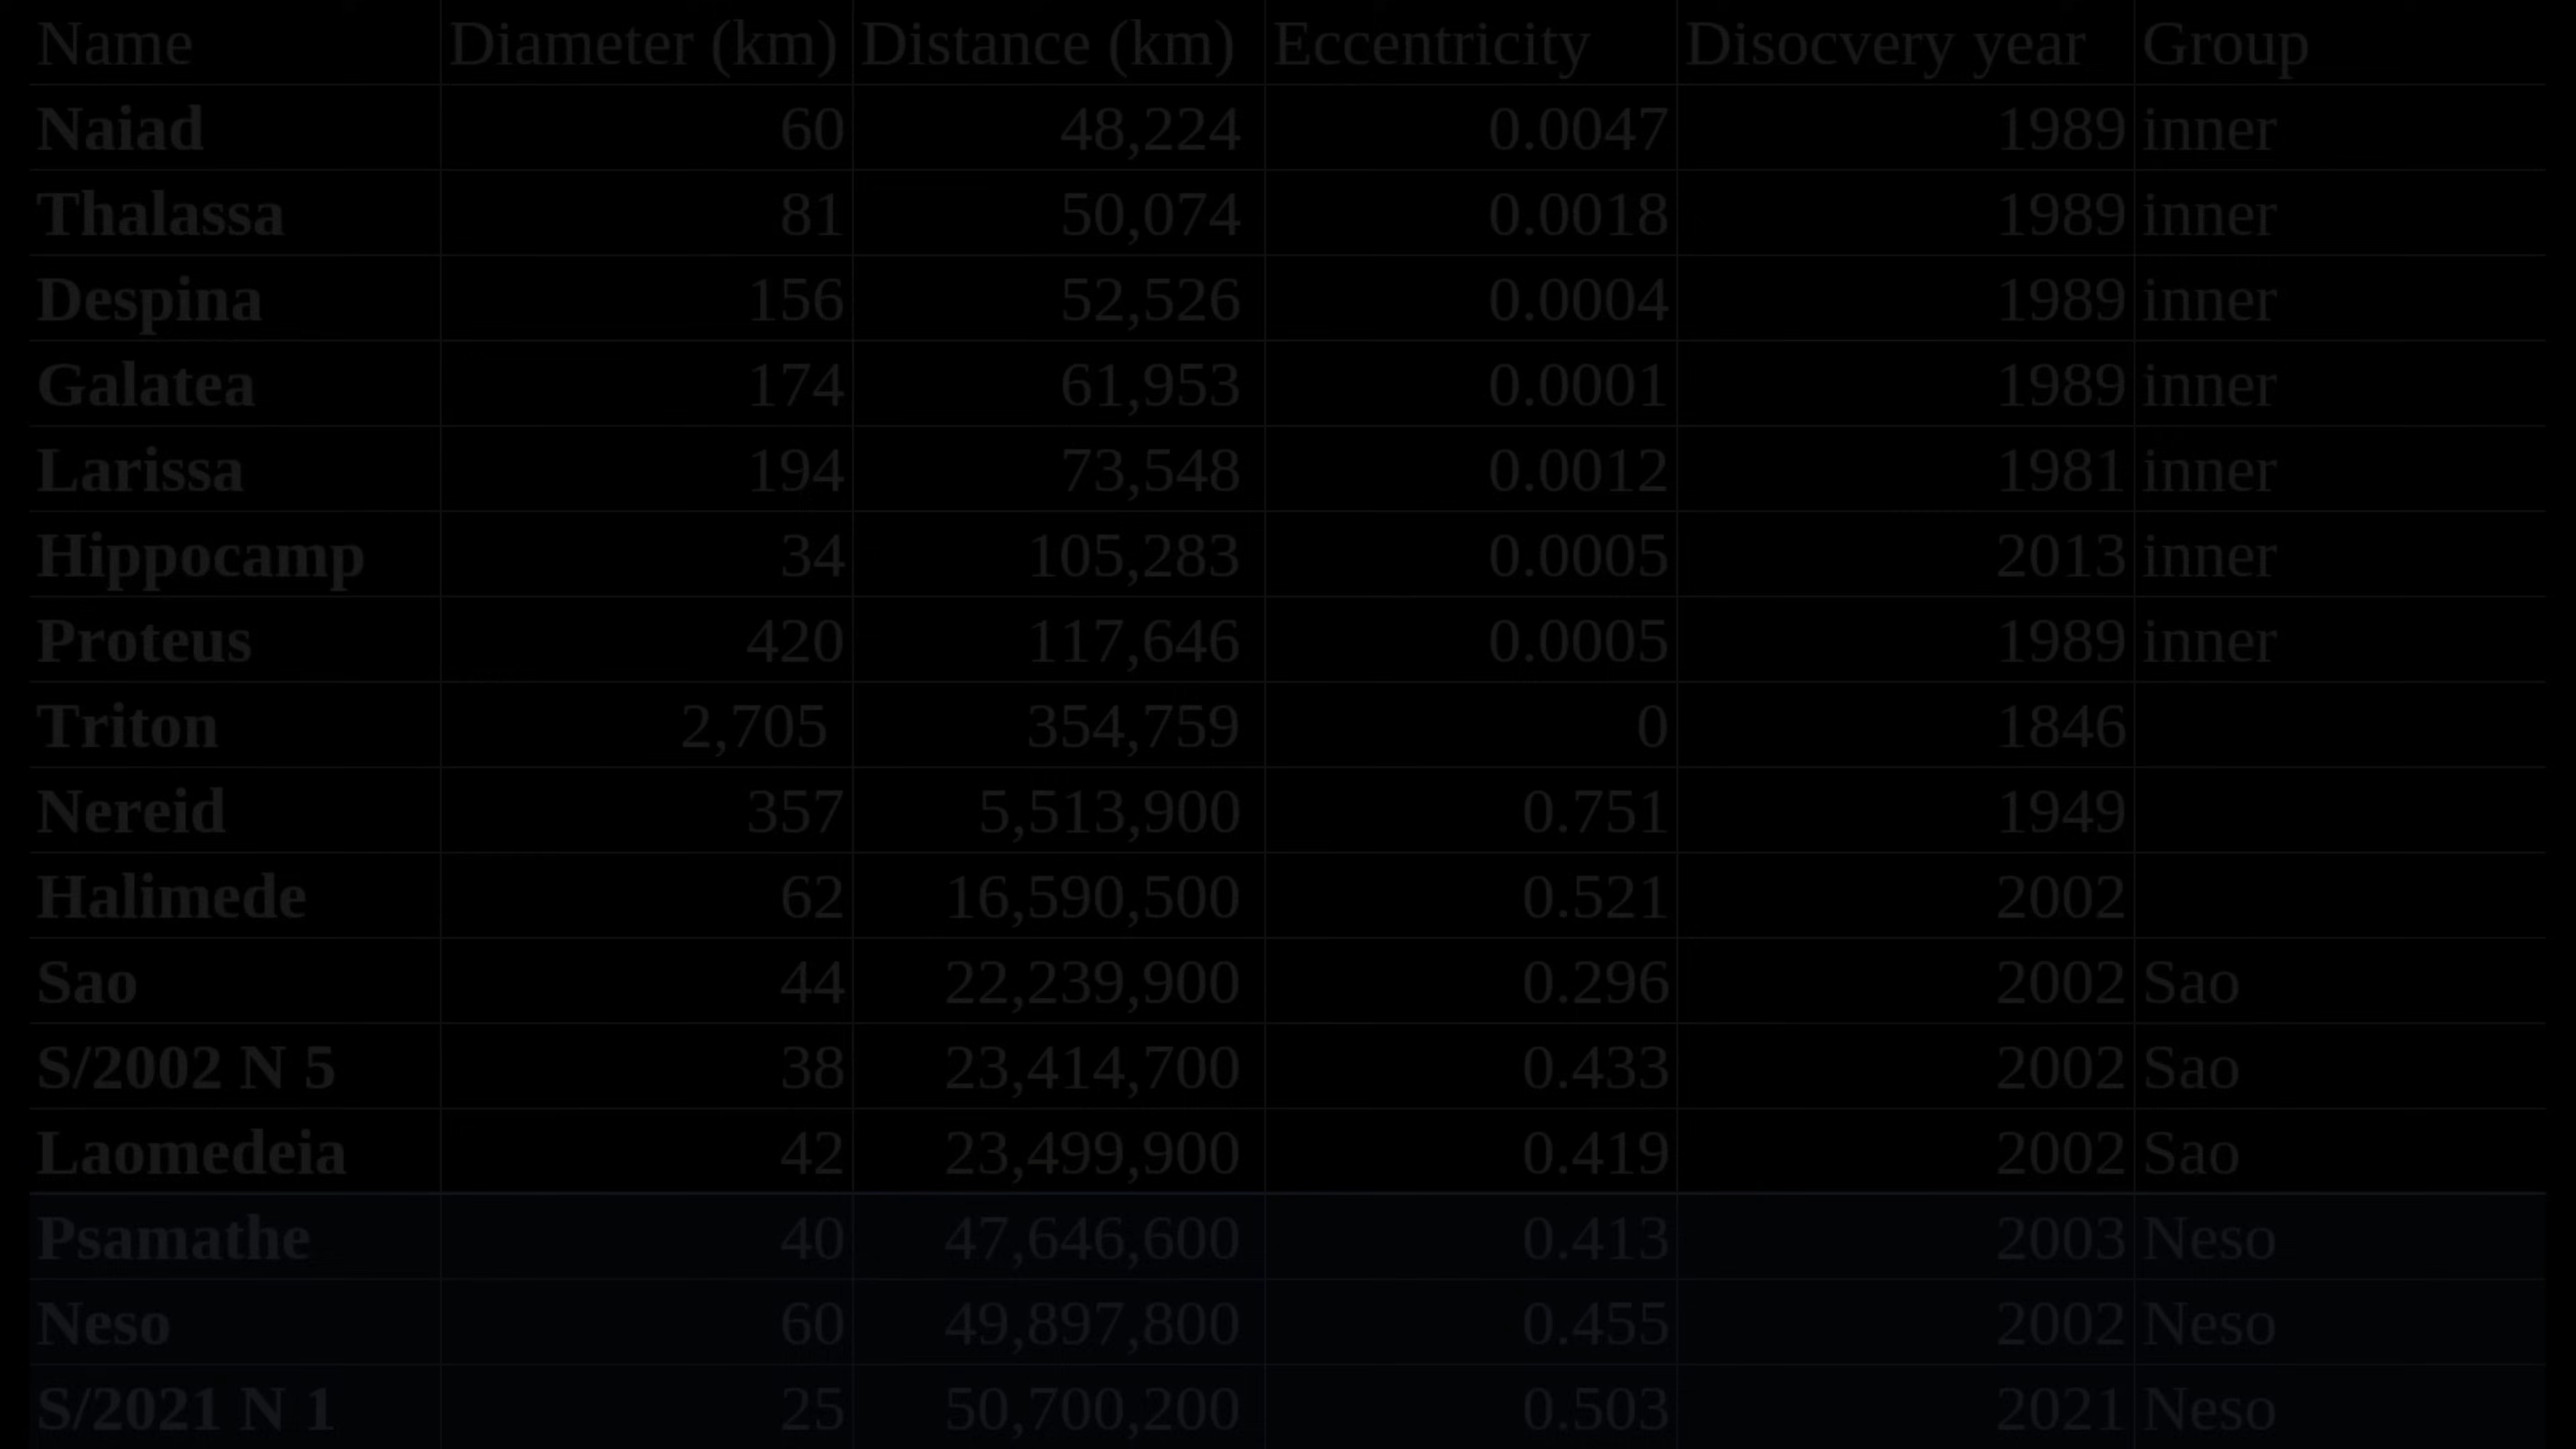 Name Diameter (km) Distance (km) Eccentricity Disocvery year Group
Naiad 60 48,224 0.0047 1989 inner
Thalassa 81 50,074 0.0018 1989 inner
Despina 156 52,526 0.0004 1989 inner
Galatea 174 61,953 0.0001 1989 inner
Larissa 194 73,548 0.0012 1981 inner
Hippocamp 34 105,283 0.0005 2013 inner
Proteus 420 117,646 0.0005 1989 inner
Triton 2,705 354,759 0 1846
Nereid 357 5,513,900 0.751 1949
Halimede 62 16,590,500 0.521 2002
Sao 44 22,239,900 0.296 2002 Sao
S/2002 N 5 38 23,414,700 0.433 2002 Sao
Laomedeia 42 23,499,900 0.419 2002 Sao
Psamathe 40 47,646,600 0.413 2003 Neso
Neso 60 49,897,800 0.455 2002 Neso
S/2021 N 1 25 50,700,200 0.503 2021 Neso